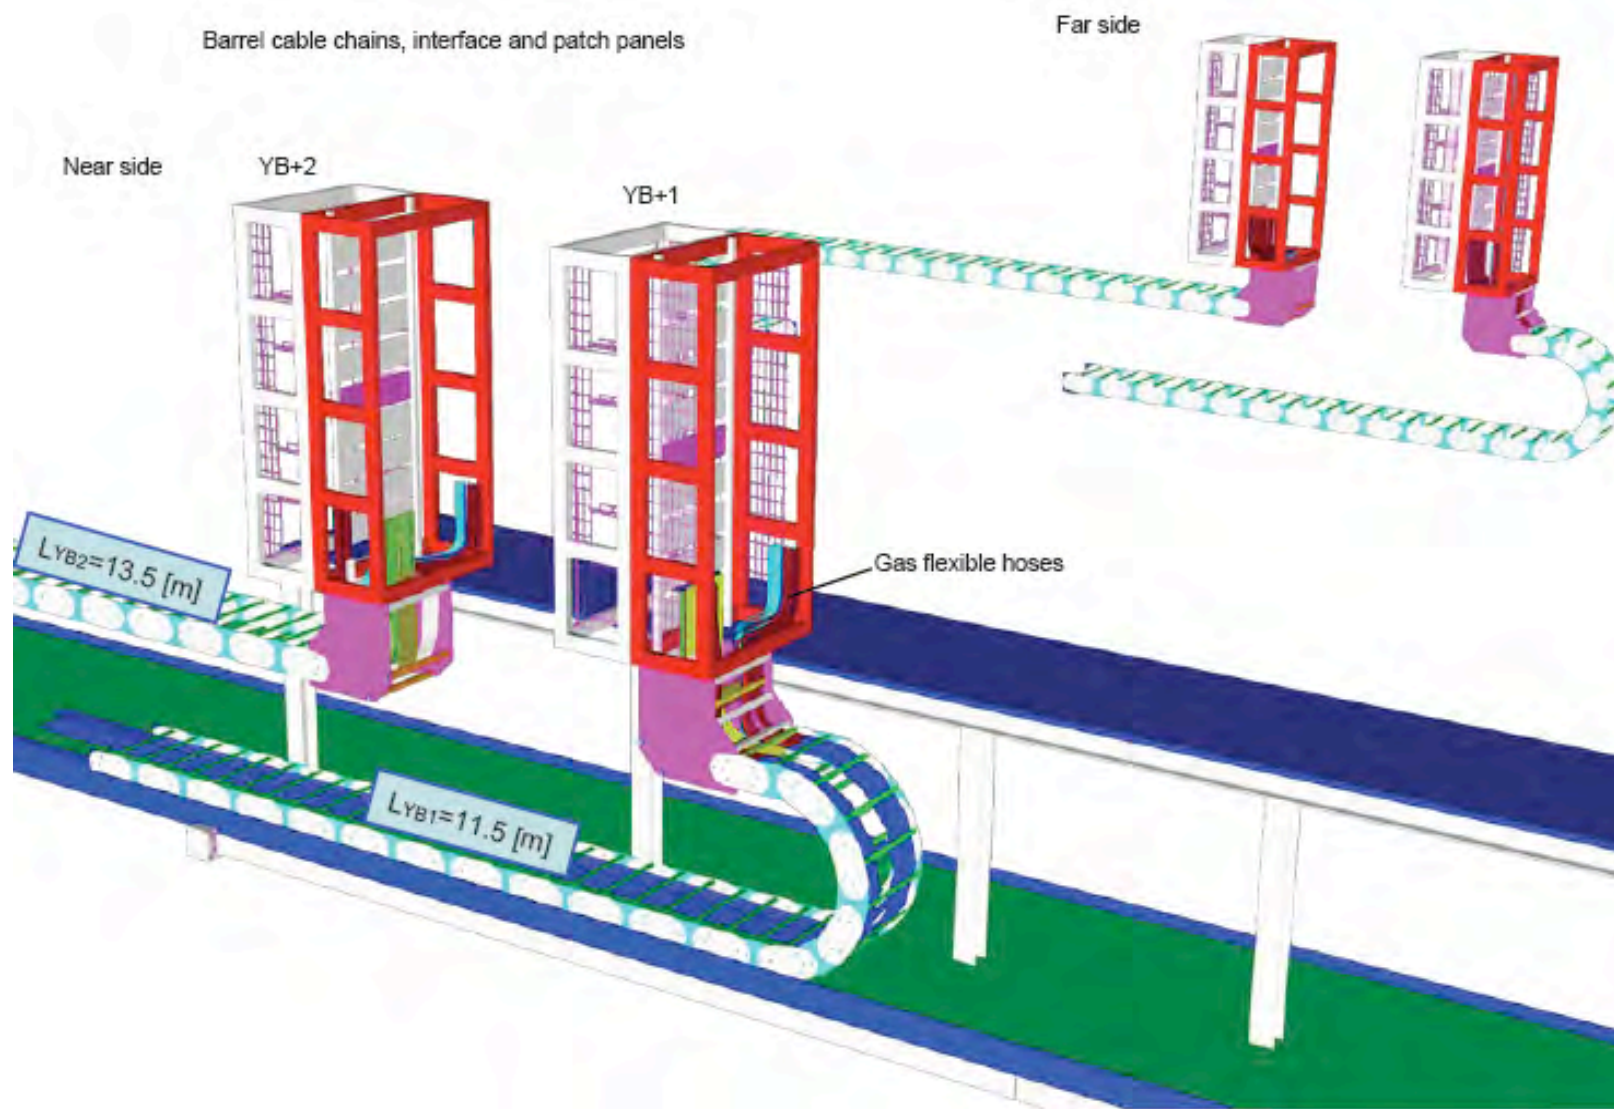 Barrel cable chains, interface and patch panels
Far side
Near side
YB+2
YB+1
Gas flexible hoses
LYB2=13.5 [m]
LYB1=11.5 [m]